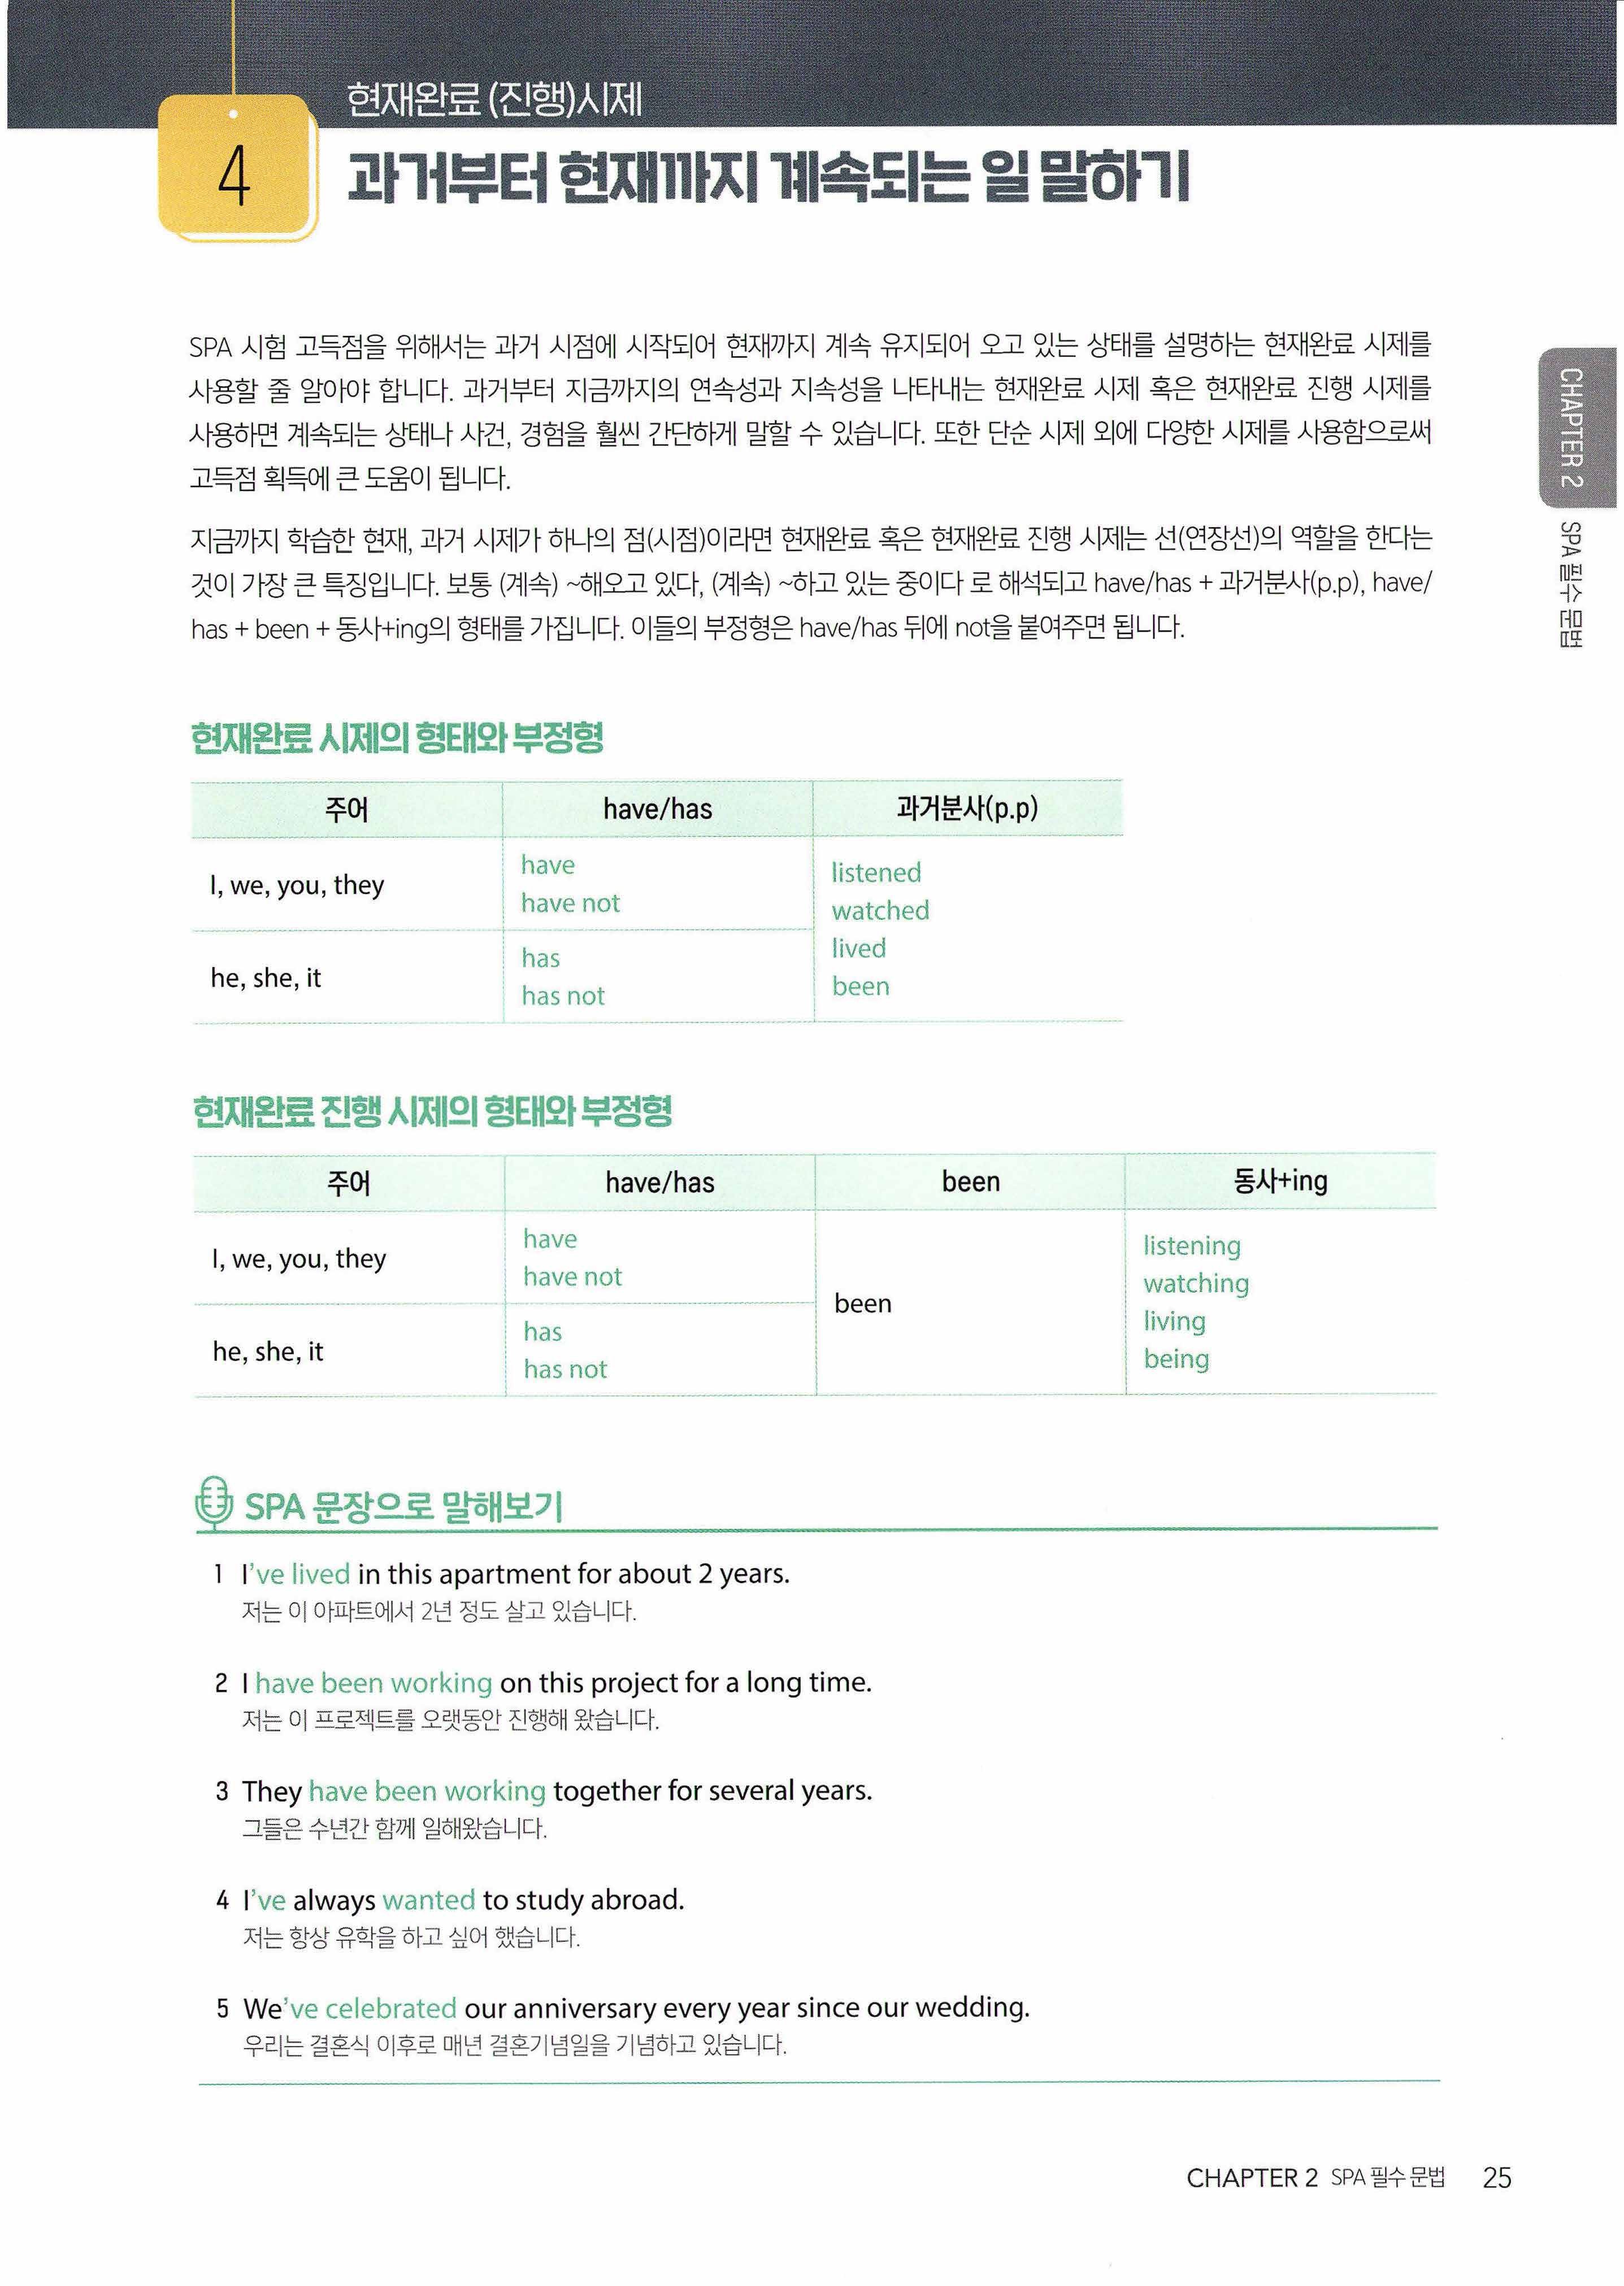 현재완료 (진행)시제
4
과거부터 현재까지 계속되는 일 말하기
SPA 시험 고득점을 위해서는 과거 시점에 시작되어 현재까지 계속 유지되어 오고 있는 상태를 설명하는 현재완료 시제를
사용할 줄 알아야 합니다. 과거부터 지금까지의 연속성과 지속성을 나타내는 현재완료 시제 혹은 현재완료 진행 시제를
사용하면 계속되는 상태나 사건, 경험을 훨씬 간단하게 말할 수 있습니다. 또한 단순 시제 외에 다양한 시제를 사용함으로써
고득점 획득에 큰 도움이 됩니다.
지금까지 학습한 현재, 과거 시제가 하나의 점(시점)이라면 현재완료 혹은 현재완료 진행 시제는 선(연장선)의 역할을 한다는
것이 가장 큰 특징입니다. 보통 (계속) ~해오고 있다, (계속) ~하고 있는 중이다 로 해석되고 have/has + 과거분사(p.p), have/
has + been + 동사+ing의 형태를 가집니다. 이들의 부정형은 have/has 뒤에 not을 붙여주면 됩니다.
CHAPTER 2
SPA 필수 문법
현재완료 시제의 형태와 부정형
주어 have/has 과거분사(p.p)
I, we, you, they
have
have not
he, she, it
has
has not
listened
watched
lived
been
현재완료 진행 시제의 형태와 부정형
주어 have/has been 동사+ing
I, we, you, they
have
have not
he, she, it
has
has not
been
listening
watching
living
being
SPA 문장으로 말해보기
1 I've lived in this apartment for about 2 years.
저는 이 아파트에서 2년 정도 살고 있습니다.
2 I have been working on this project for a long time.
저는 이 프로젝트를 오랫동안 진행해 왔습니다.
3 They have been working together for several years.
그들은 수년간 함께 일해왔습니다.
4 I've always wanted to study abroad.
저는 항상 유학을 하고 싶어 했습니다.
5 We've celebrated our anniversary every year since our wedding.
우리는 결혼식 이후로 매년 결혼기념일을 기념하고 있습니다.
CHAPTER 2 SPA 필수 문법 25